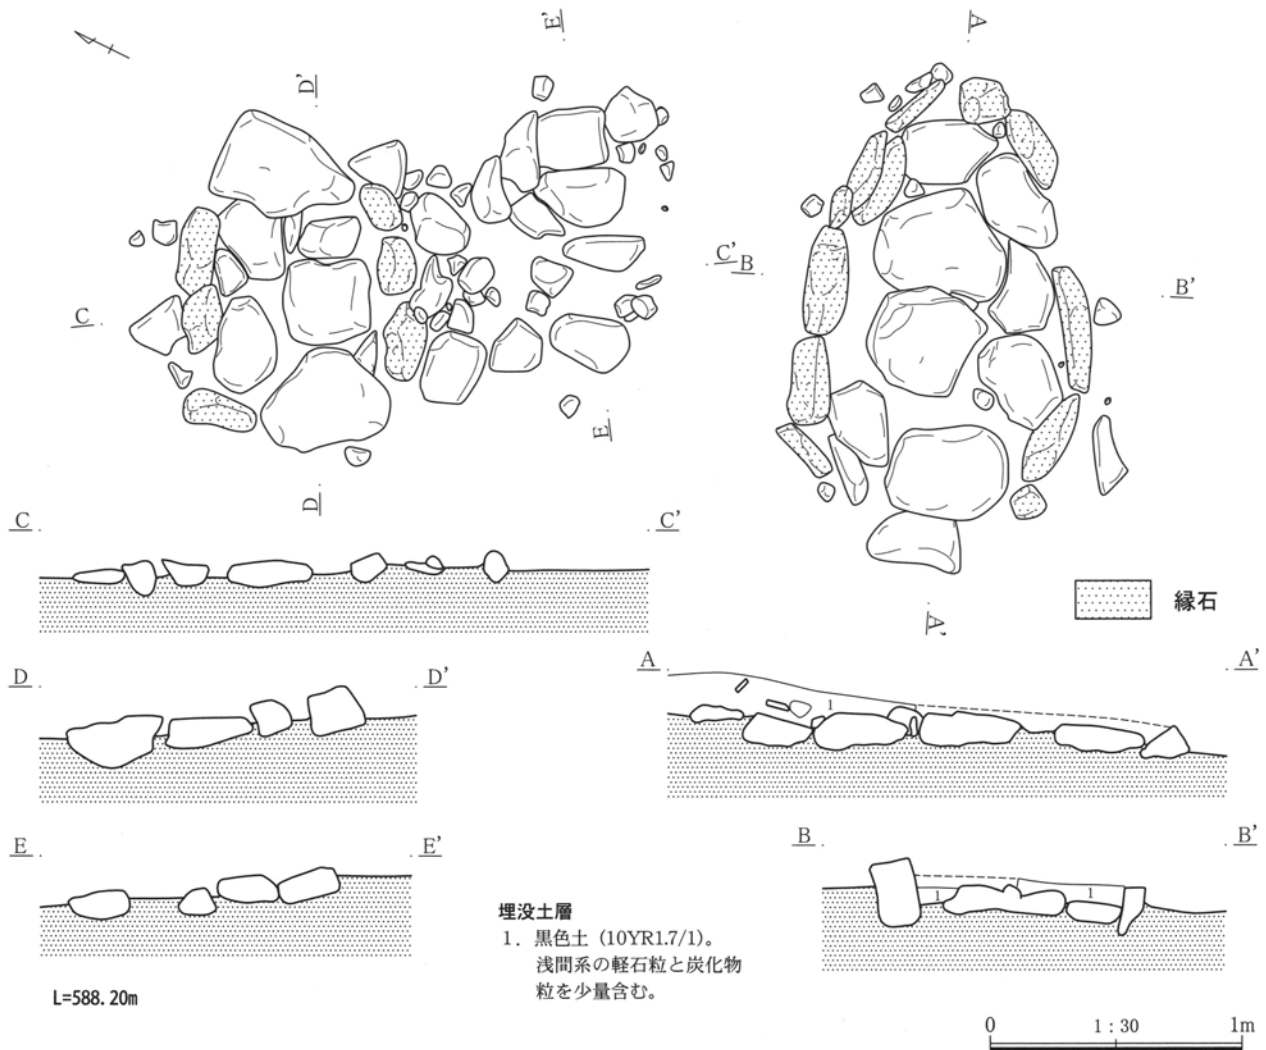 E'
A
D'
C'
B
B'
C
E
D
A'
縁石
C
C'
D
D'
A
A'
1
E
E'
B
B'
1
1
埋没土層
1. 黒色土 (10YR1.7/1)。
浅間系の軽石粒と炭化物
粒を少量含む。
L=588.20m
0
1:30
1m